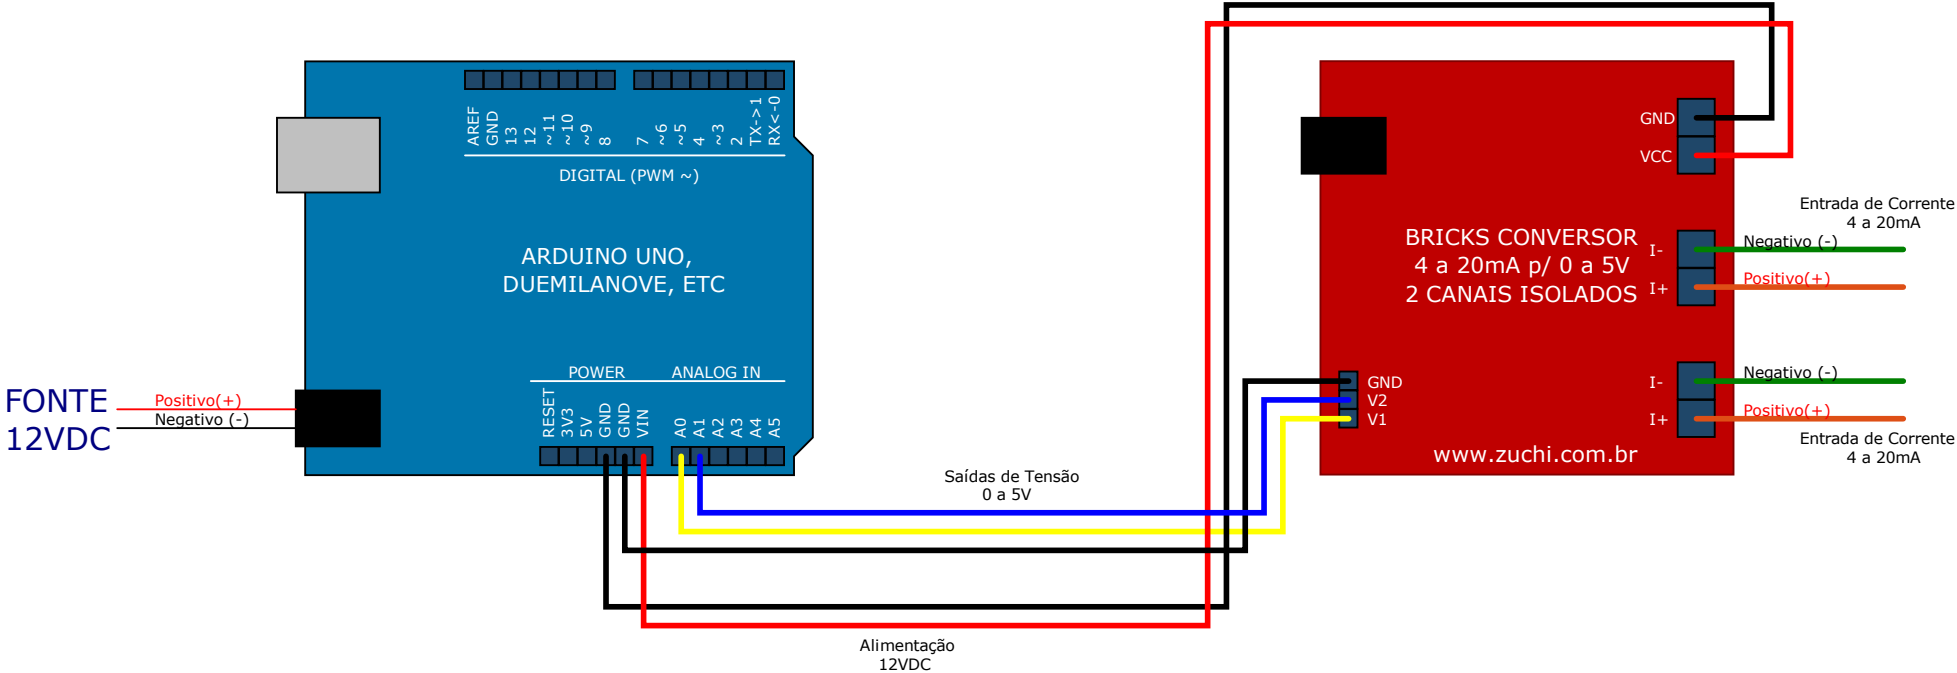 AREF
GND
13
12
~11
~10
~9
8
7
~6
~5
4
~3
2
TX->1
RX<-0
DIGITAL (PWM ~)
ARDUINO UNO,
DUEMILANOVE, ETC
POWER
ANALOG IN
RESET
3V3
5V
GND
GND
VIN
A0
A1
A2
A3
A4
A5
FONTE
12VDC
Positivo(+)
Negativo (-)
Saídas de Tensão
0 a 5V
Alimentação
12VDC
GND
VCC
BRICKS CONVERSOR
4 a 20mA p/ 0 a 5V
2 CANAIS ISOLADOS
I-
I+
GND
V2
V1
I-
I+
www.zuchi.com.br
Entrada de Corrente
4 a 20mA
Negativo (-)
Positivo(+)
Negativo (-)
Positivo(+)
Entrada de Corrente
4 a 20mA